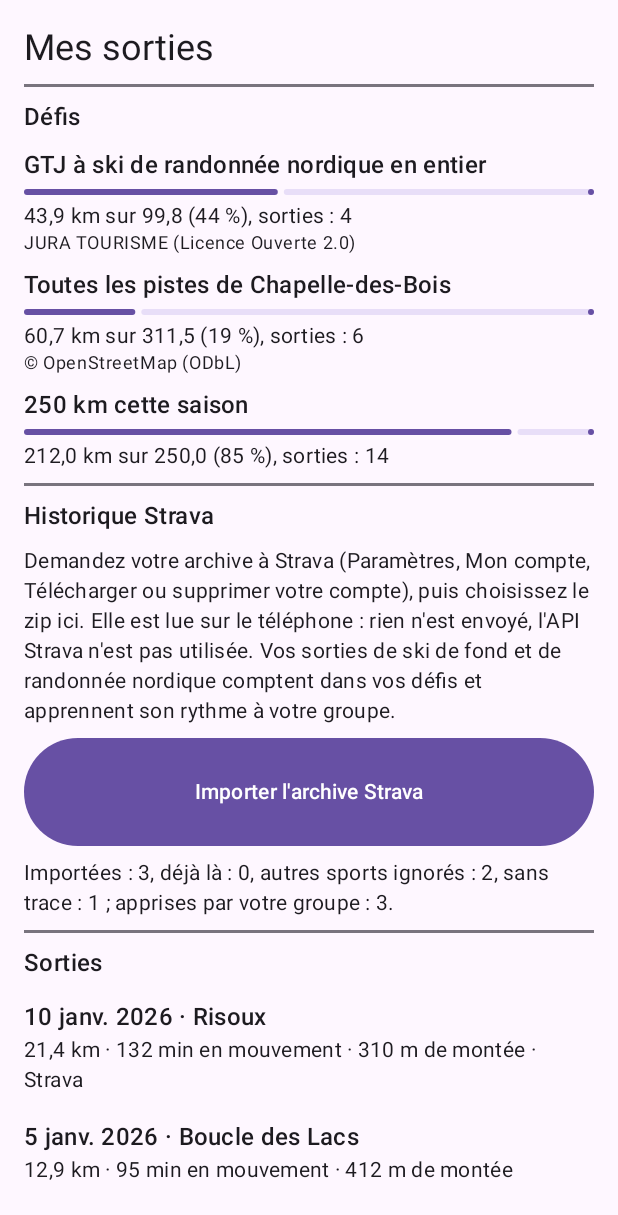 Mes sorties
Défis
GTJ à ski de randonnée nordique en entier
43,9 km sur 99,8 (44 %), sorties : 4
JURA TOURISME (Licence Ouverte 2.0)
Toutes les pistes de Chapelle-des-Bois
60,7 km sur 311,5 (19 %), sorties : 6
© OpenStreetMap (ODbL)
250 km cette saison
212,0 km sur 250,0 (85 %), sorties : 14
Historique Strava
Demandez votre archive à Strava (Paramètres, Mon compte,
Télécharger ou supprimer votre compte), puis choisissez le
zip ici. Elle est lue sur le téléphone : rien n'est envoyé, l'API
Strava n'est pas utilisée. Vos sorties de ski de fond et de
randonnée nordique comptent dans vos défis et
apprennent son rythme à votre groupe.
Importer l'archive Strava
Importées : 3, déjà là : 0, autres sports ignorés : 2, sans
trace : 1 ; apprises par votre groupe : 3.
Sorties
10 janv. 2026 · Risoux
21,4 km · 132 min en mouvement · 310 m de montée ·
Strava
5 janv. 2026 · Boucle des Lacs
12,9 km · 95 min en mouvement · 412 m de montée